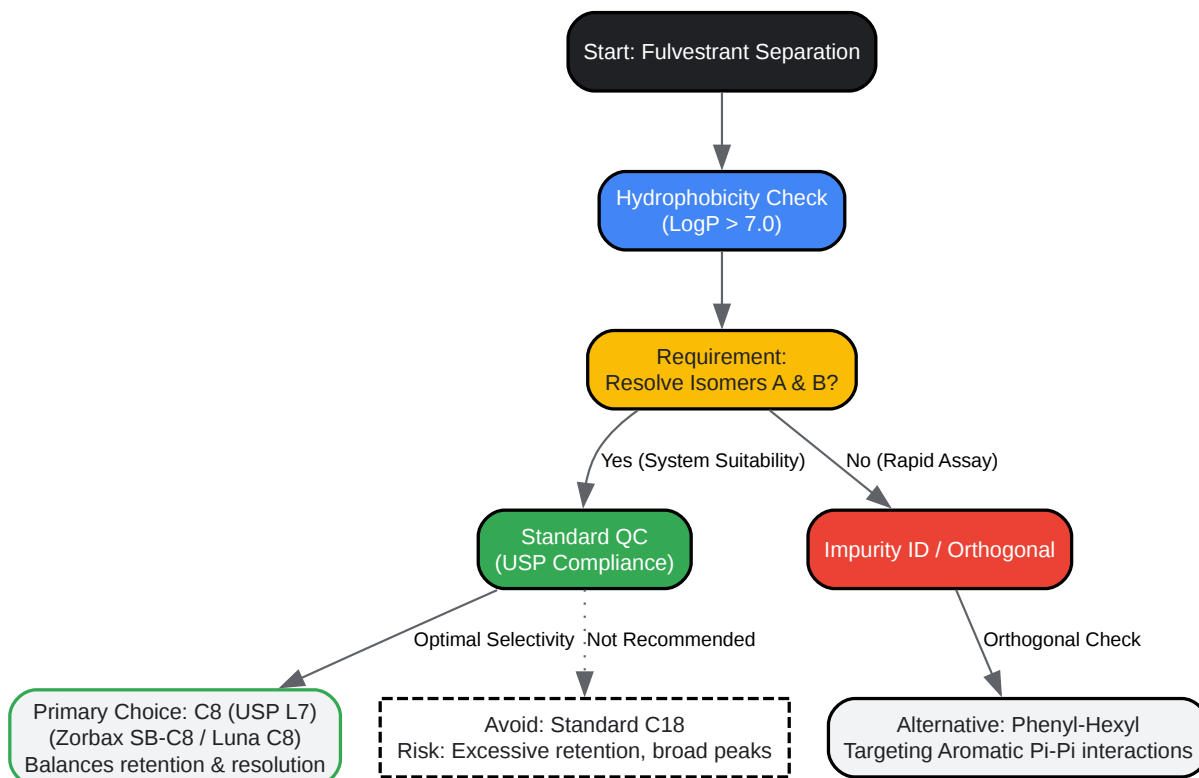 Start: Fulvestrant Separation
Hydrophobicity Check
(LogP > 7.0)
Requirement:
Resolve Isomers A & B?
Yes (System Suitability)
No (Rapid Assay)
Standard QC
(USP Compliance)
Impurity ID / Orthogonal
Optimal Selectivity
Not Recommended
Orthogonal Check
Primary Choice: C8 (USP L7)
(Zorbax SB-C8 / Luna C8)
Balances retention & resolution
Avoid: Standard C18
Risk: Excessive retention, broad peaks
Alternative: Phenyl-Hexyl
Targeting Aromatic Pi-Pi interactions